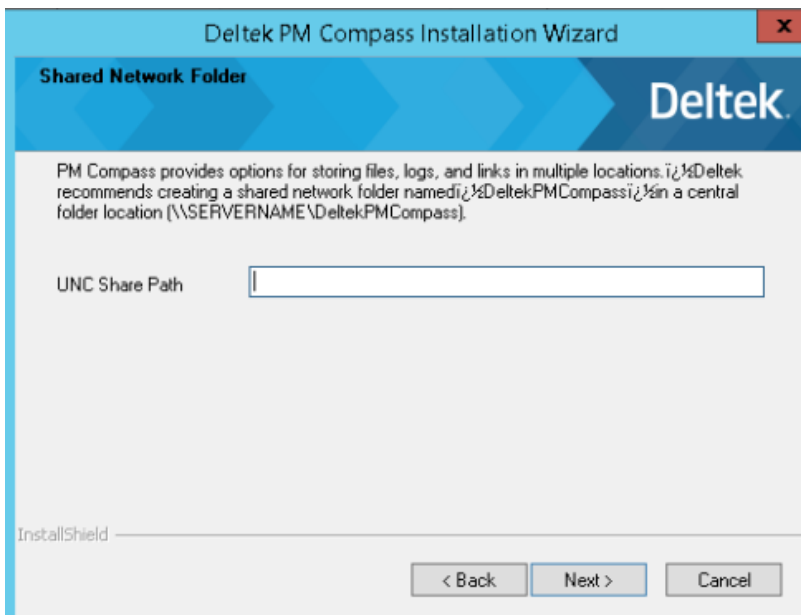 Deltek PM Compass Installation Wizard
x
Shared Network Folder
Deltek.
PM Compass provides options for storing files, logs, and links in multiple locations.ï¿½Deltek
recommends creating a shared network folder namedï¿½DeltekPMCompassï¿½in a central
folder location (\\SERVERNAME\DeltekPMCompass).
UNC Share Path
InstallShield
< Back
Next >
Cancel